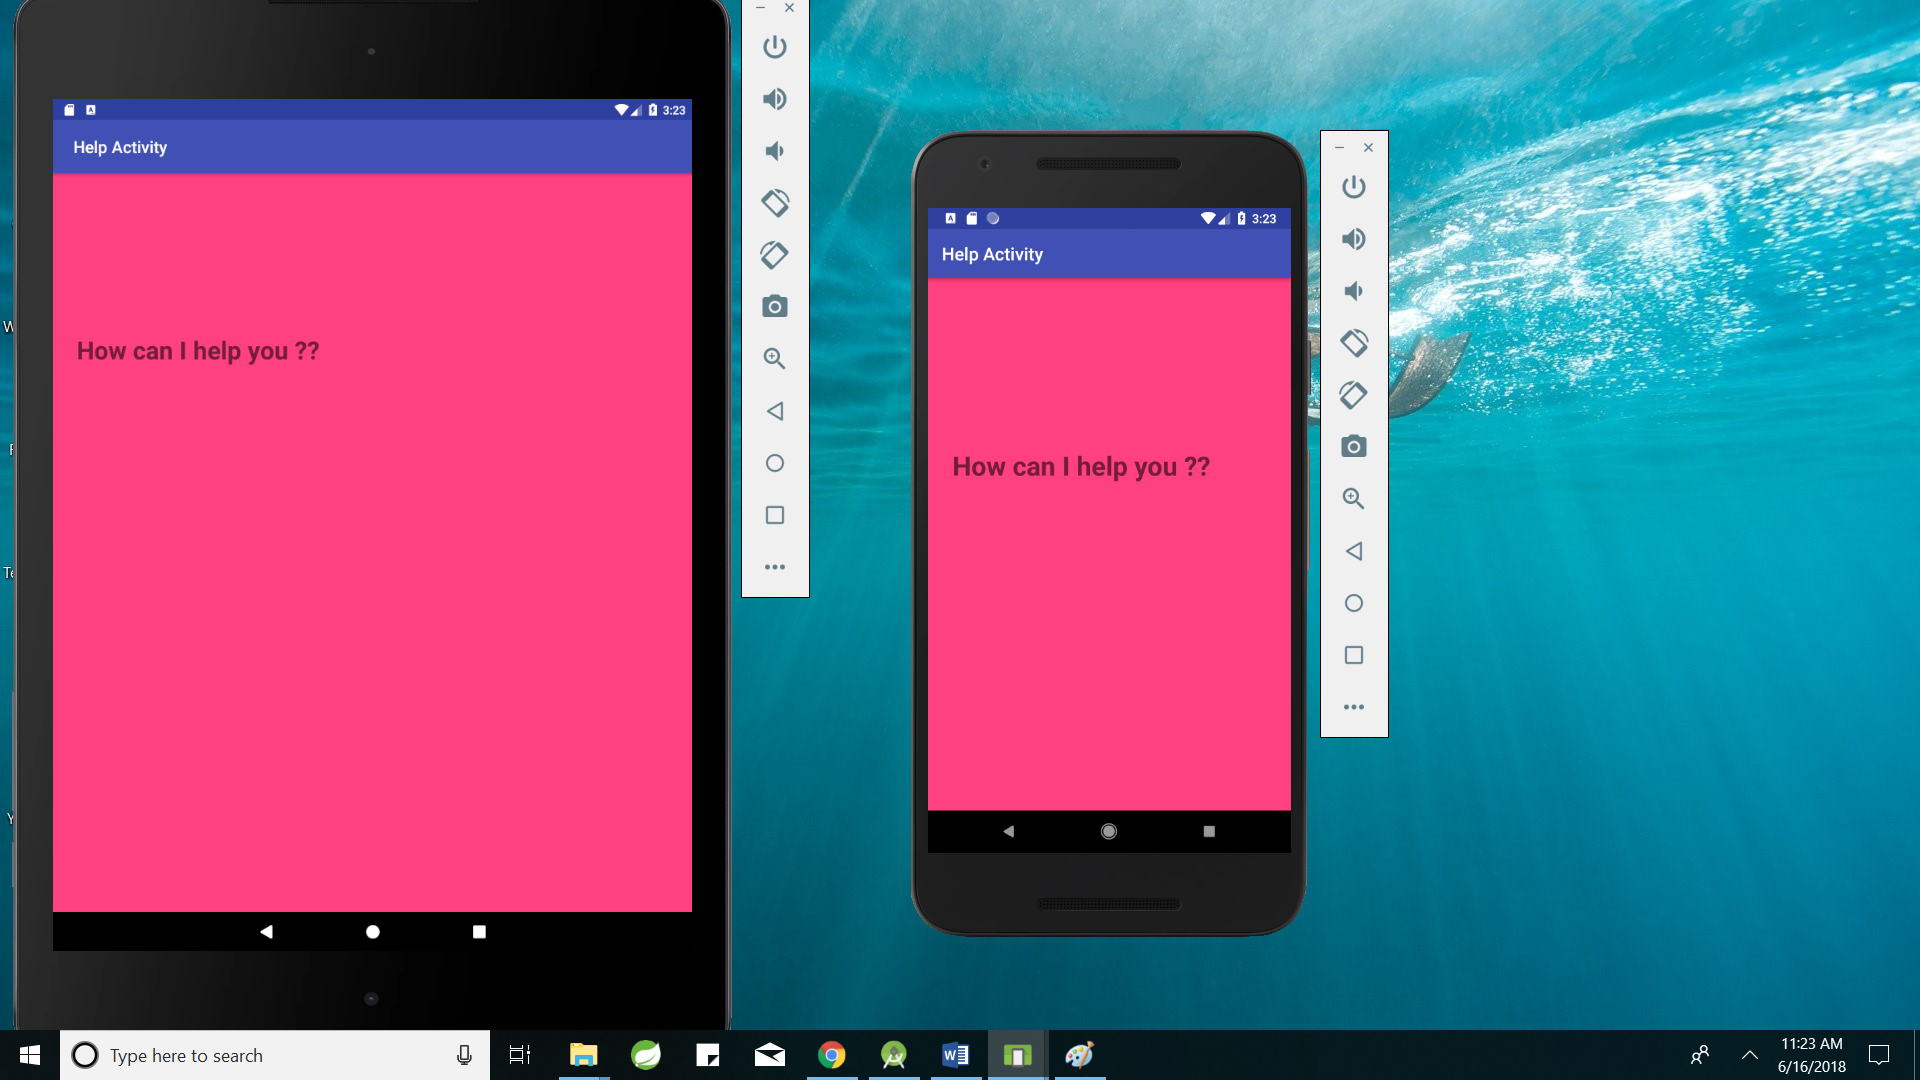 3:23
Help Activity
How can I help you ??
3:23
Help Activity
How can I help you ??
Type here to search
11:23 AM
6/16/2018